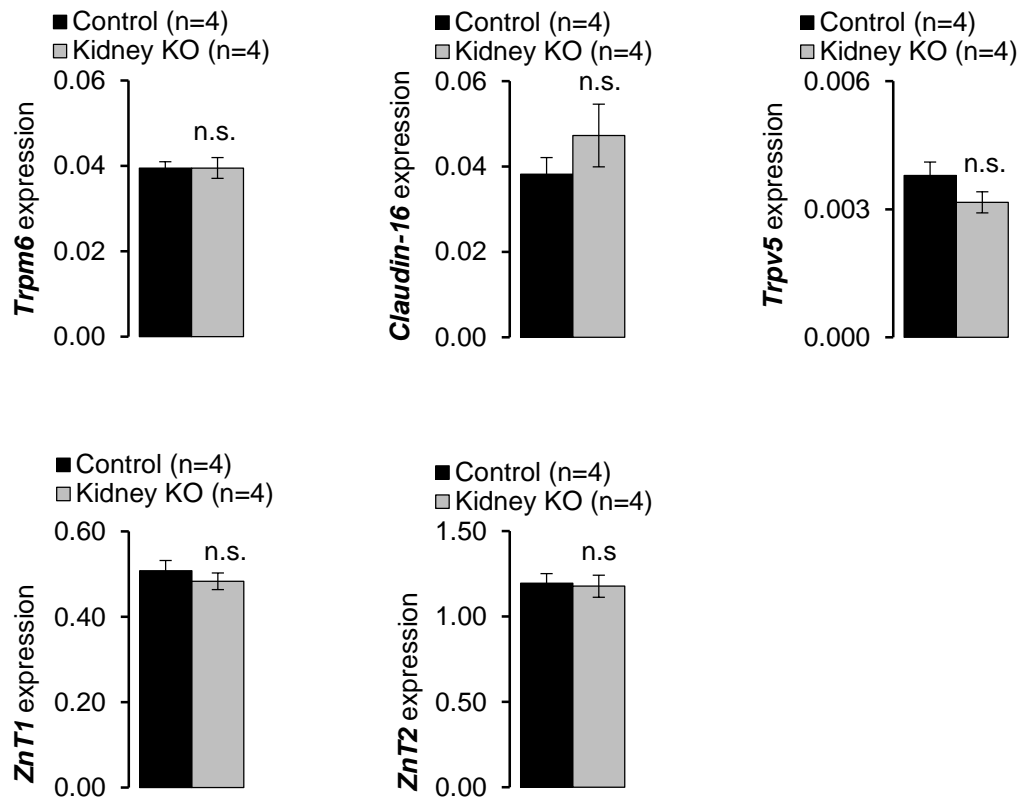 Control (n=4)
Kidney KO (n=4)
0.06
0.04
0.02
0.00
Trpm6 expression
n.s.
Control (n=4)
Kidney KO (n=4)
0.06
0.04
0.02
0.00
Claudin-16 expression
n.s.
Control (n=4)
Kidney KO (n=4)
0.006
0.003
0.000
Trpv5 expression
n.s.
Control (n=4)
Kidney KO (n=4)
0.60
0.40
0.20
0.00
ZnT1 expression
n.s.
Control (n=4)
Kidney KO (n=4)
1.50
1.00
0.50
0.00
ZnT2 expression
n.s